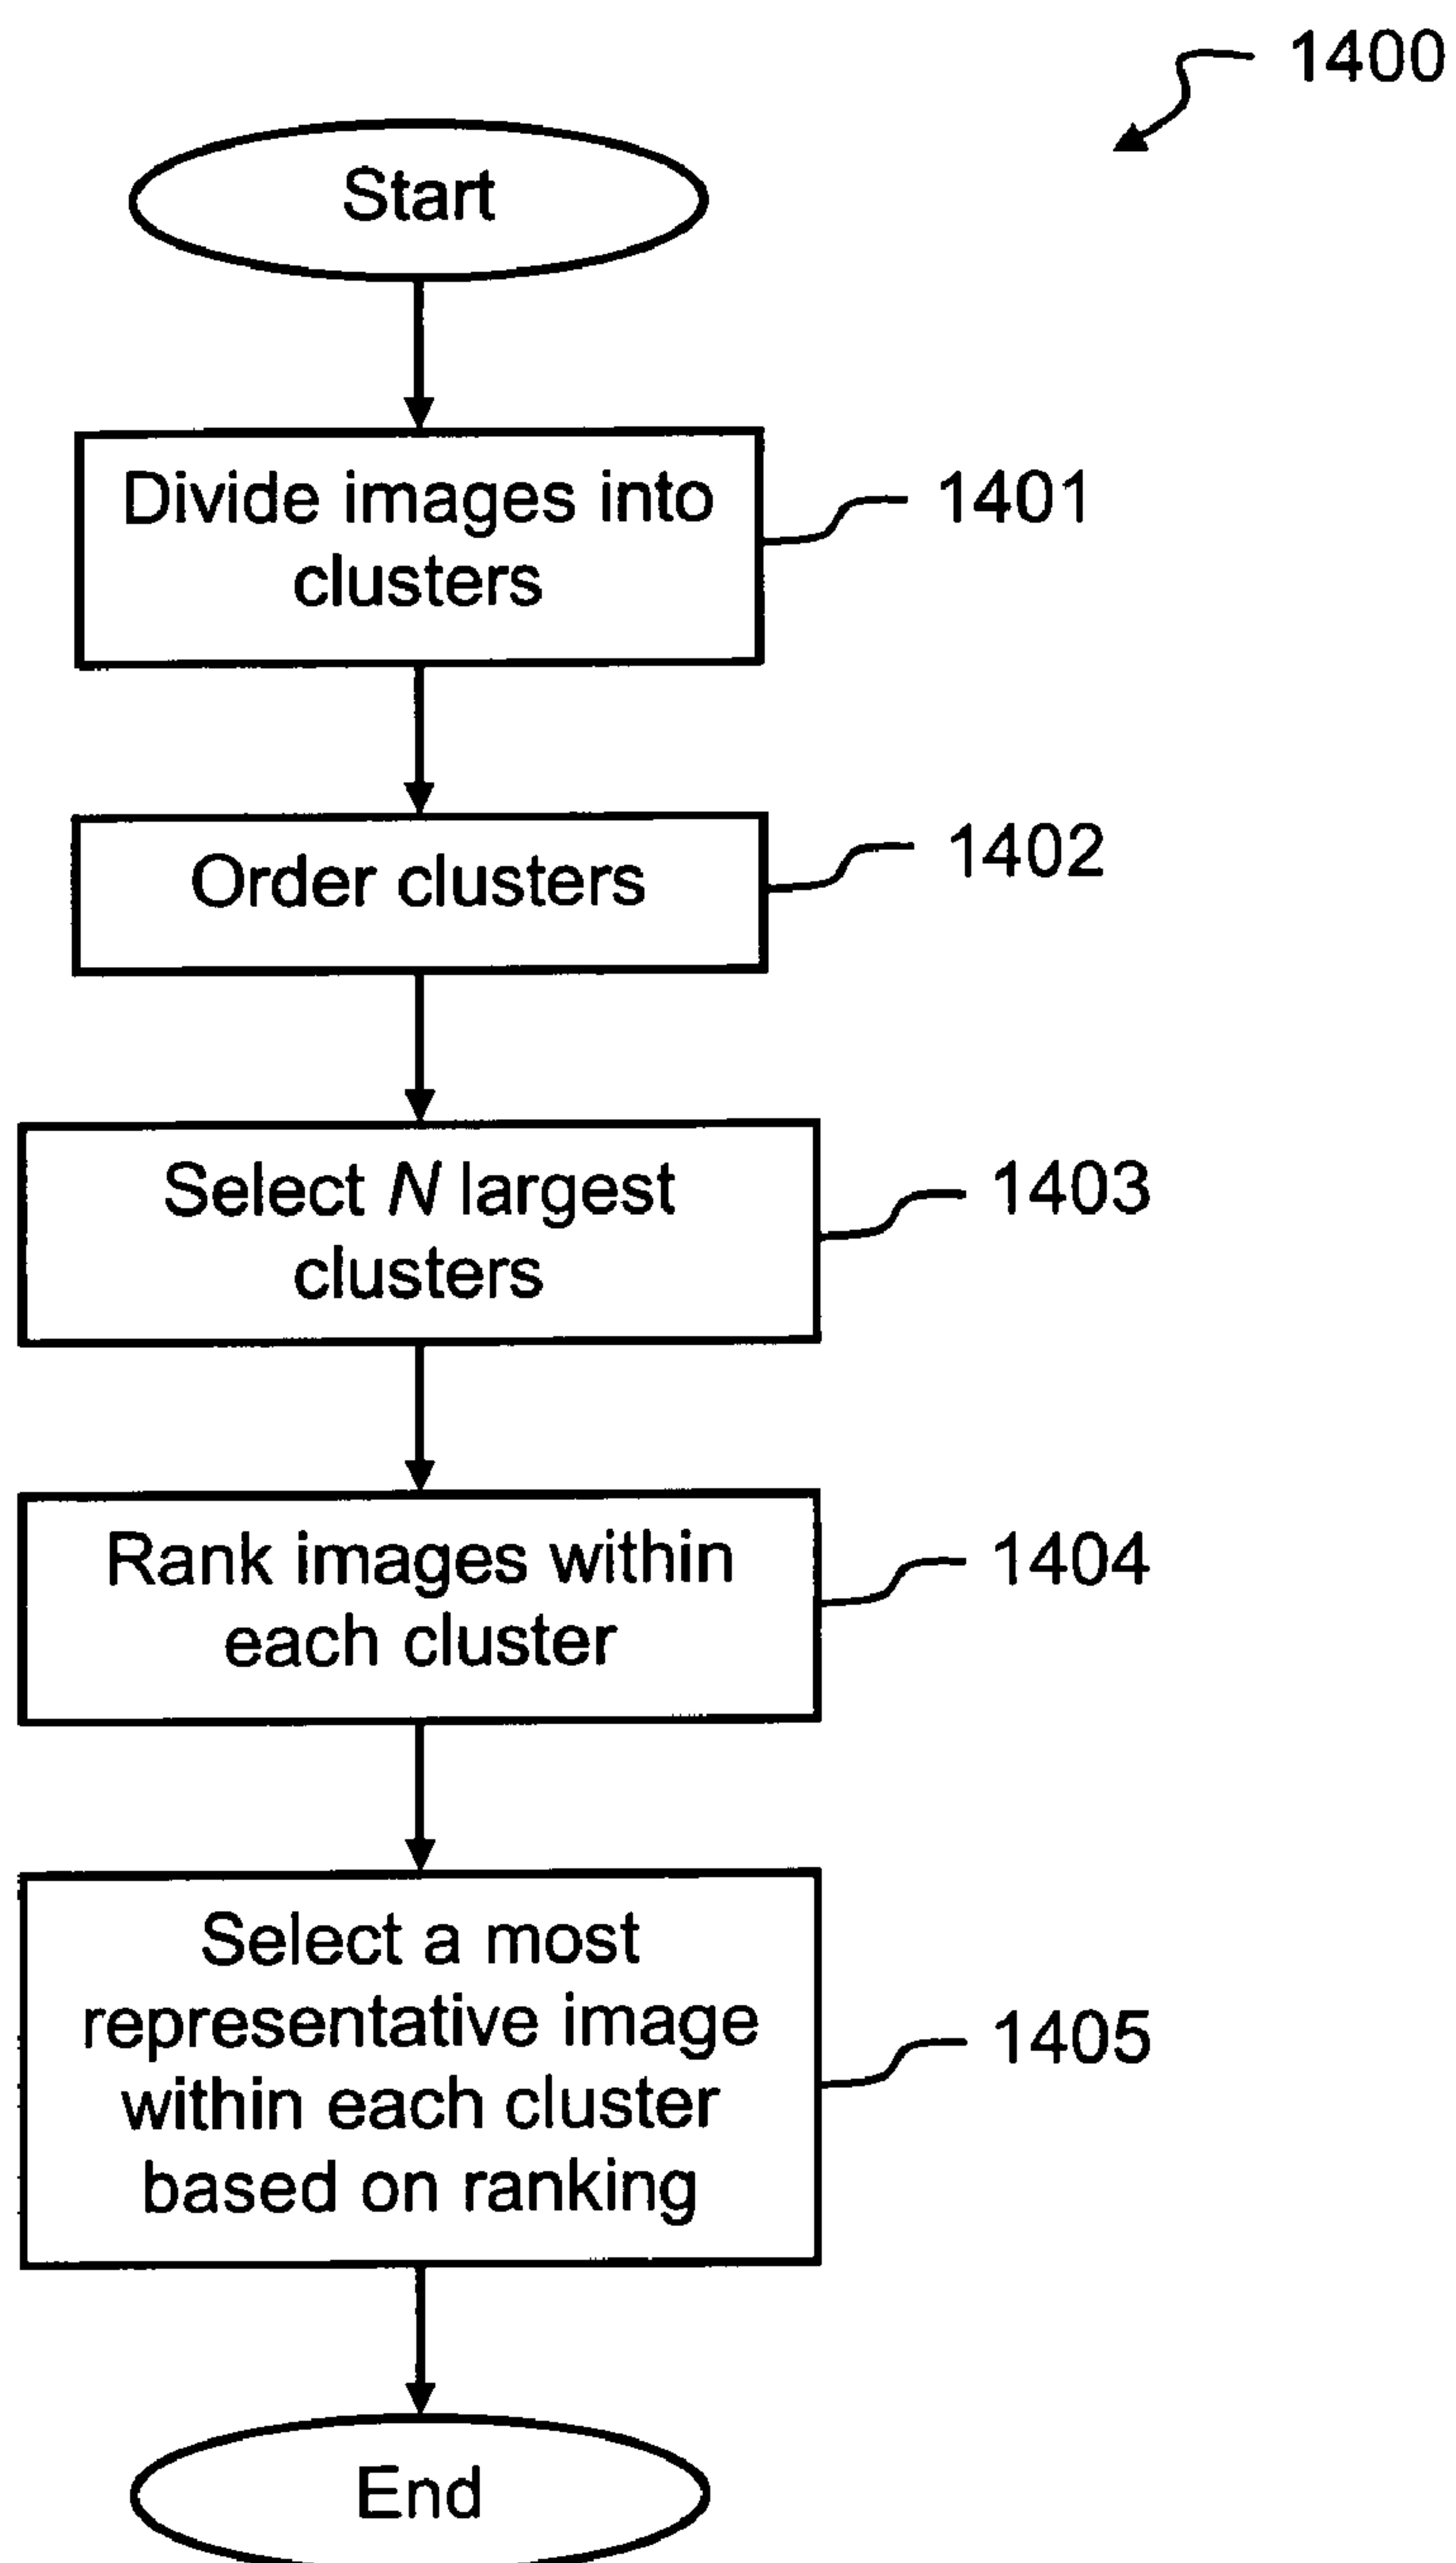 1400
Start
Divide images into
clusters
1401
Order clusters
1402
Select N largest
clusters
1403
Rank images within
each cluster
1404
Select a most
representative image
within each cluster
based on ranking
1405
End